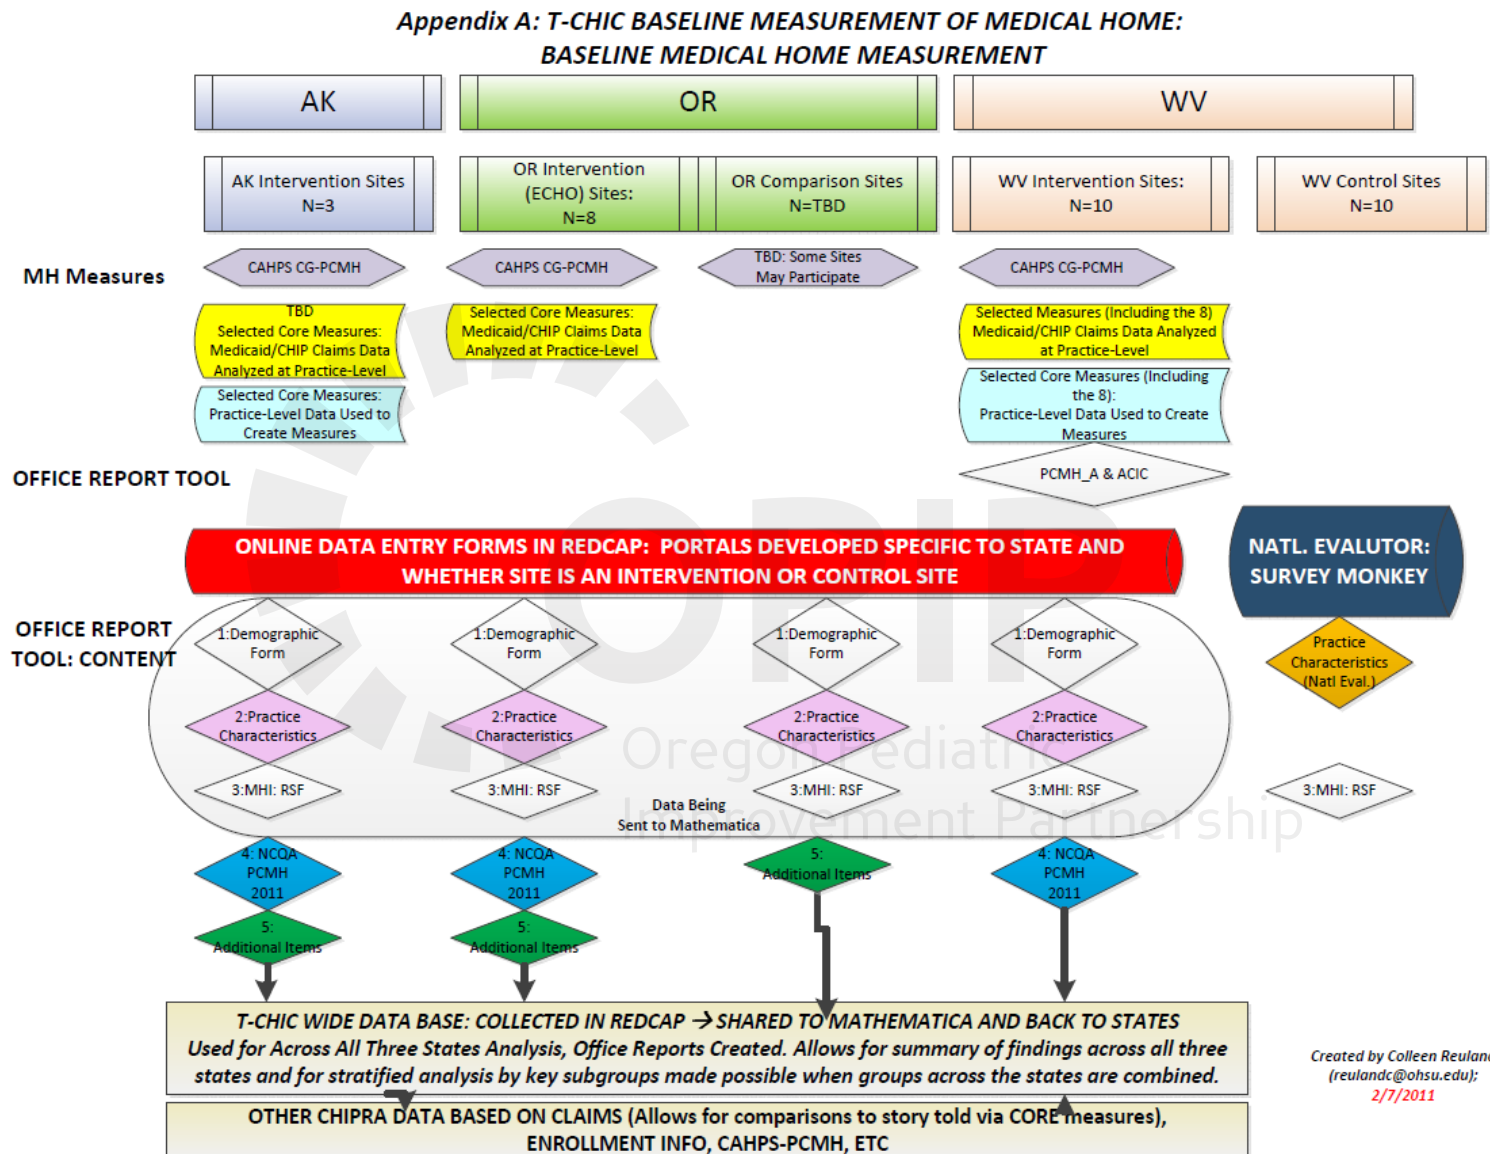 Appendix A: T-CHIC BASELINE MEASUREMENT OF MEDICAL HOME:
BASELINE MEDICAL HOME MEASUREMENT
AK
OR
WV
AK Intervention Sites
N=3
OR Intervention
(ECHO) Sites:
N=8
OR Comparison Sites
N=TBD
WV Intervention Sites:
N=10
WV Control Sites
N=10
MH Measures
CAHPS CG-PCMH
CAHPS CG-PCMH
TBD: Some Sites
May Participate
CAHPS CG-PCMH
TBD
Selected Core Measures:
Medicaid/CHIP Claims Data
Analyzed at Practice-Level
Selected Core Measures:
Medicaid/CHIP Claims Data
Analyzed at Practice-Level
Selected Measures (Including the 8)
Medicaid/CHIP Claims Data Analyzed
at Practice-Level
Selected Core Measures:
Practice-Level Data Used to
Create Measures
Selected Core Measures (Including
the 8):
Practice-Level Data Used to Create
Measures
OFFICE REPORT TOOL
PCMH_A & ACIC
ONLINE DATA ENTRY FORMS IN REDCAP: PORTALS DEVELOPED SPECIFIC TO STATE AND
WHETHER SITE IS AN INTERVENTION OR CONTROL SITE
NATL. EVALUTOR:
SURVEY MONKEY
OFFICE REPORT
TOOL: CONTENT
1:Demographic
Form
1:Demographic
Form
1:Demographic
Form
1:Demographic
Form
Practice
Characteristics
(Natl Eval.)
2:Practice
Characteristics
2:Practice
Characteristics
2:Practice
Characteristics
2:Practice
Characteristics
3:MHI: RSF
3:MHI: RSF
3:MHI: RSF
3:MHI: RSF
3:MHI: RSF
Data Being
Sent to Mathematica
OPIP
Oregon Pediatric
Improvement Partnership
4: NCQA
PCMH
2011
4: NCQA
PCMH
2011
5:
Additional Items
4: NCQA
PCMH
2011
5:
Additional Items
5:
Additional Items
T-CHIC WIDE DATA BASE: COLLECTED IN REDCAP → SHARED TO MATHEMATICA AND BACK TO STATES
Used for Across All Three States Analysis, Office Reports Created. Allows for summary of findings across all three
states and for stratified analysis by key subgroups made possible when groups across the states are combined.
Created by Colleen Reulan
(reulandc@ohsu.edu);
2/7/2011
OTHER CHIPRA DATA BASED ON CLAIMS (Allows for comparisons to story told via CORE measures),
ENROLLMENT INFO, CAHPS-PCMH, ETC